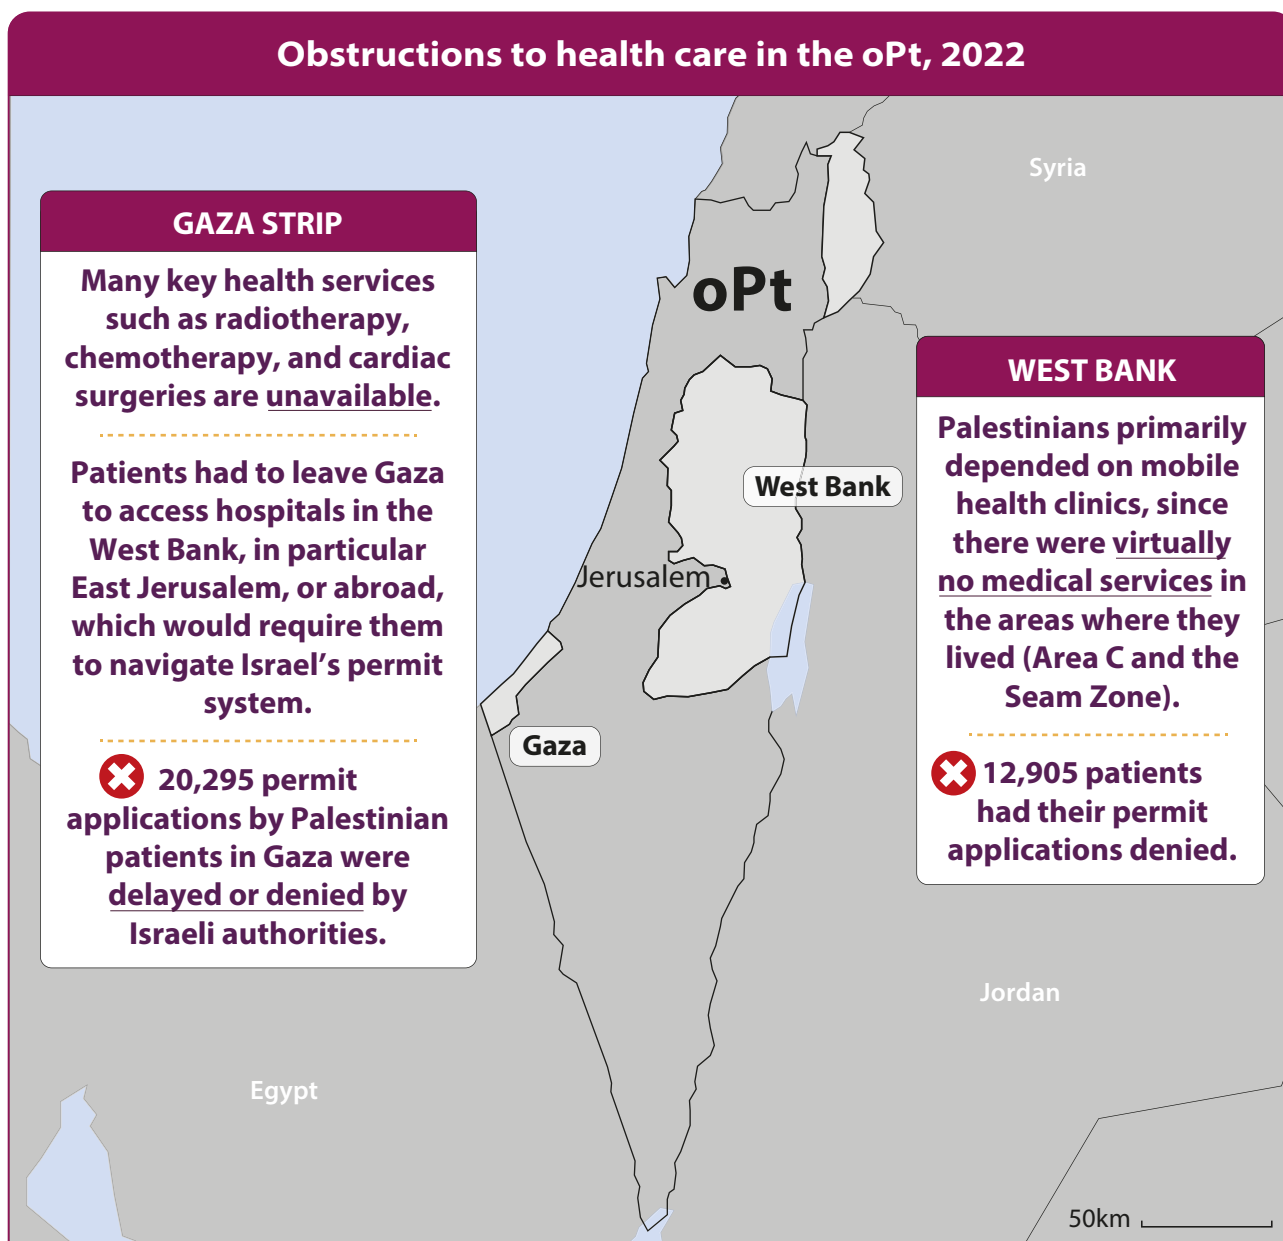 Obstructions to health care in the oPt, 2022
Syria
GAZA STRIP
Many key health services
such as radiotherapy,
chemotherapy, and cardiac
surgeries are unavailable.
Patients had to leave Gaza
to access hospitals in the
West Bank, in particular
East Jerusalem, or abroad,
which would require them
to navigate Israel's permit
system.
20,295 permit
applications by Palestinian
patients in Gaza were
delayed or denied by
Israeli authorities.
oPt
West Bank
Jerusalem
Gaza
WEST BANK
Palestinians primarily
depended on mobile
health clinics, since
there were virtually
no medical services in
the areas where they
lived (Area C and the
Seam Zone).
12,905 patients
had their permit
applications denied.
Jordan
Egypt
50km